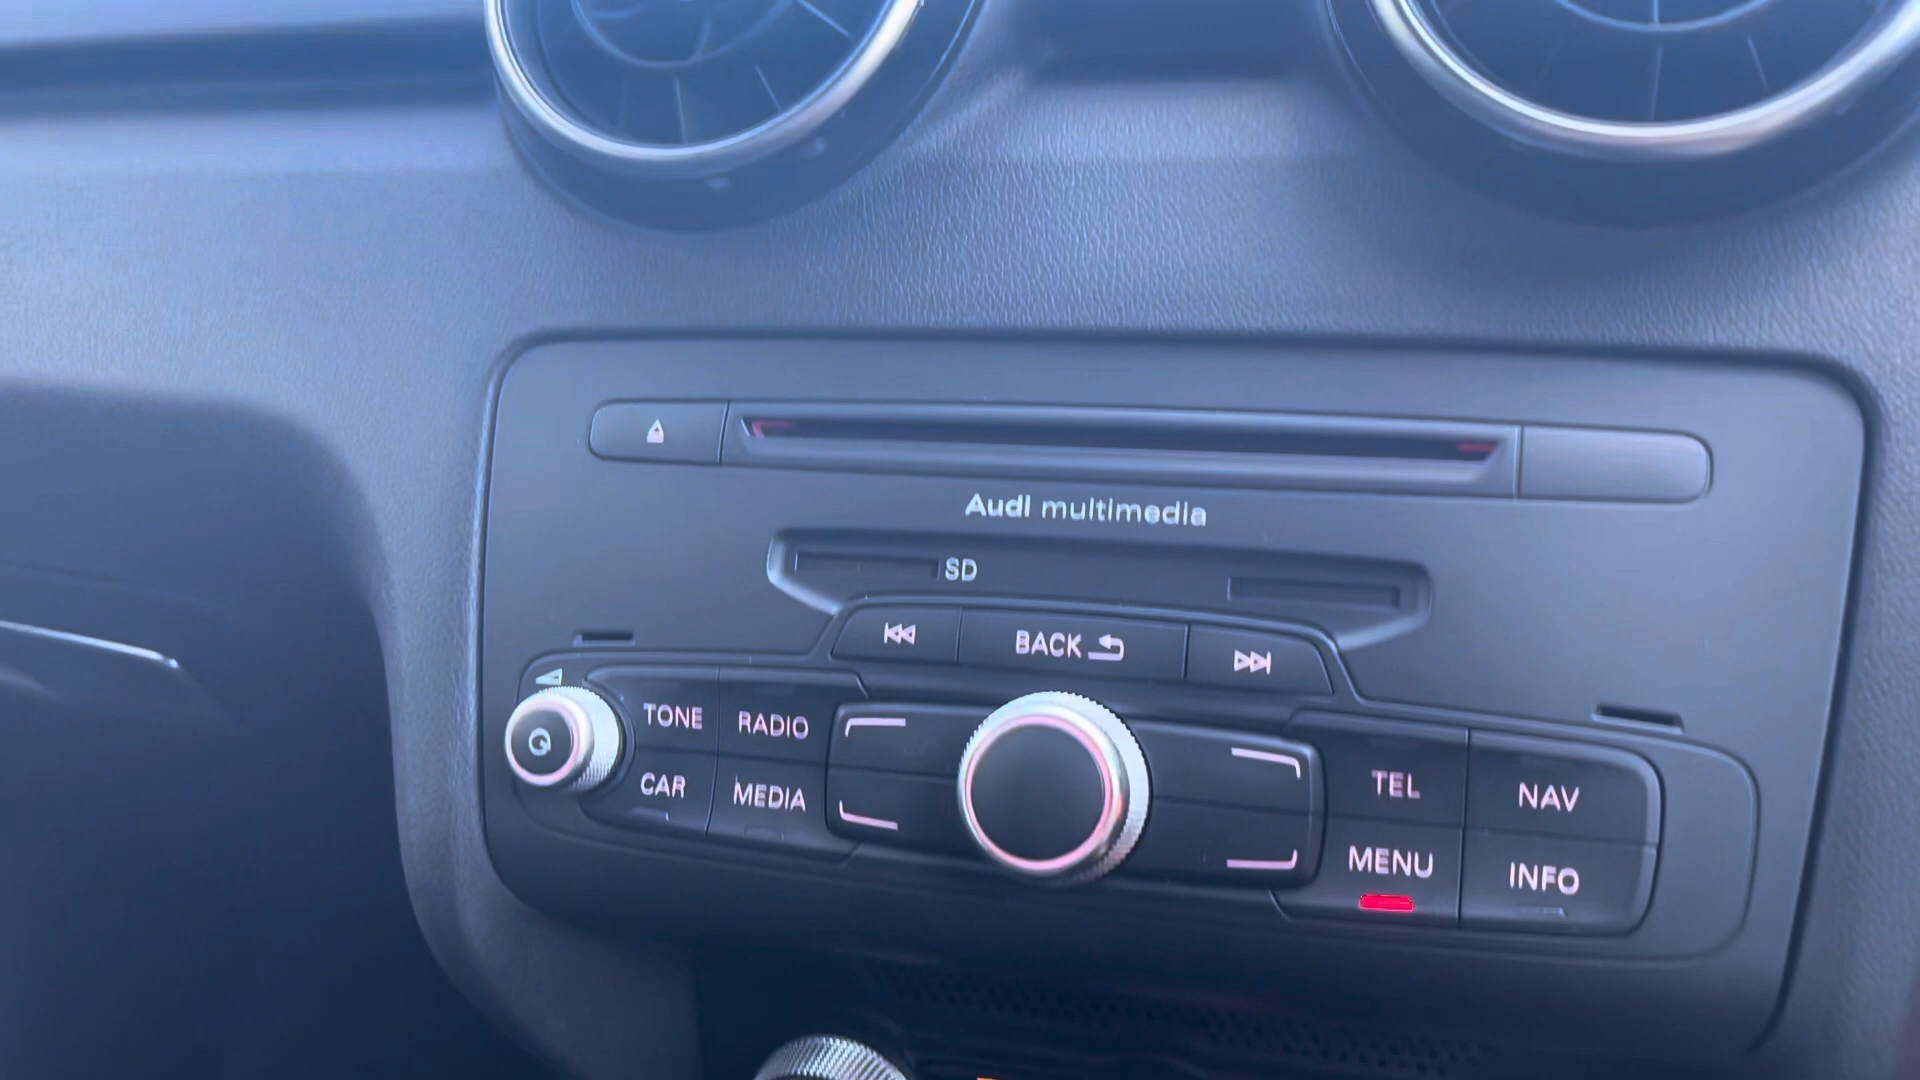 Audi multimedia
SD
BACK
TONE
RADIO
CAR
MEDIA
TEL
NAV
MENU
INFO